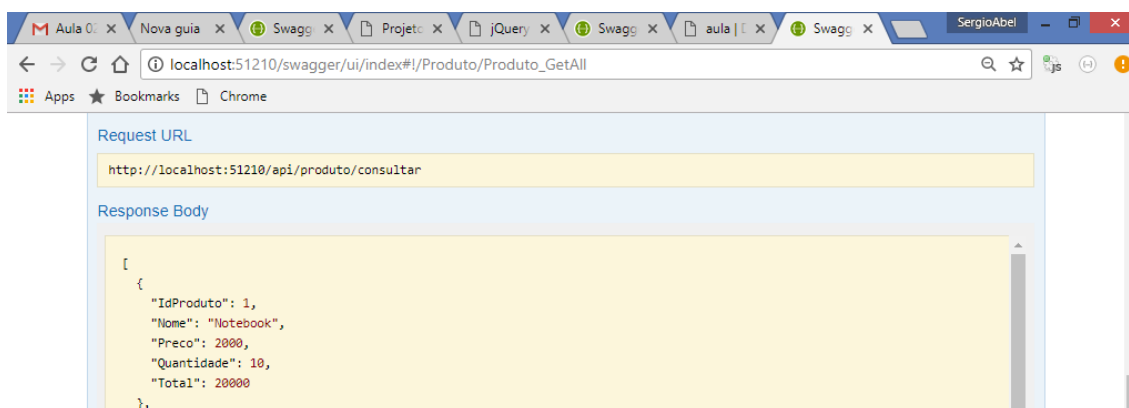 Aula 02 Nova guia Swagg Projeto jQuery Swagg aula | D Swagg SergioAbel
localhost:51210/swagger/ui/index#!/Produto/Produto_GetAll js
Apps Bookmarks Chrome
Request URL
http://localhost:51210/api/produto/consultar
Response Body
[
{
"IdProduto": 1,
"Nome": "Notebook",
"Preco": 2000,
"Quantidade": 10,
"Total": 20000
},